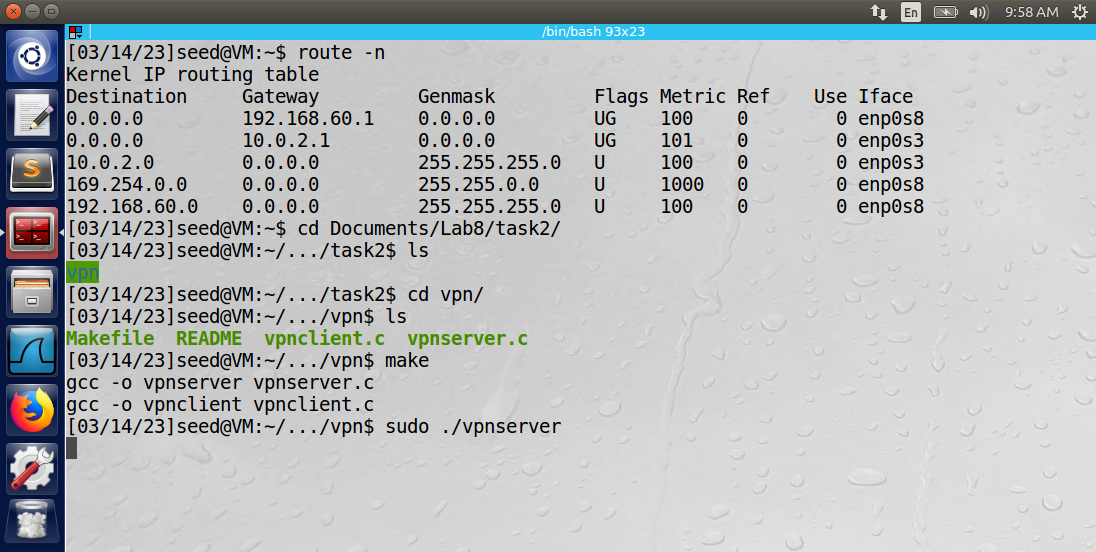 En 9:58 AM
/bin/bash 93x23
[03/14/23]seed@VM:~$ route -n
Kernel IP routing table
Destination     Gateway         Genmask         Flags Metric Ref    Use Iface
0.0.0.0         192.168.60.1    0.0.0.0         UG    100    0        0 enp0s8
0.0.0.0         10.0.2.1        0.0.0.0         UG    101    0        0 enp0s3
10.0.2.0        0.0.0.0         255.255.255.0   U     100    0        0 enp0s3
169.254.0.0     0.0.0.0         255.255.0.0     U     1000   0        0 enp0s8
192.168.60.0    0.0.0.0         255.255.255.0   U     100    0        0 enp0s8
[03/14/23]seed@VM:~$ cd Documents/Lab8/task2/
[03/14/23]seed@VM:~/.../task2$ ls
vpn
[03/14/23]seed@VM:~/.../task2$ cd vpn/
[03/14/23]seed@VM:~/.../vpn$ ls
Makefile  README  vpnclient.c  vpnserver.c
[03/14/23]seed@VM:~/.../vpn$ make
gcc -o vpnserver vpnserver.c
gcc -o vpnclient vpnclient.c
[03/14/23]seed@VM:~/.../vpn$ sudo ./vpnserver